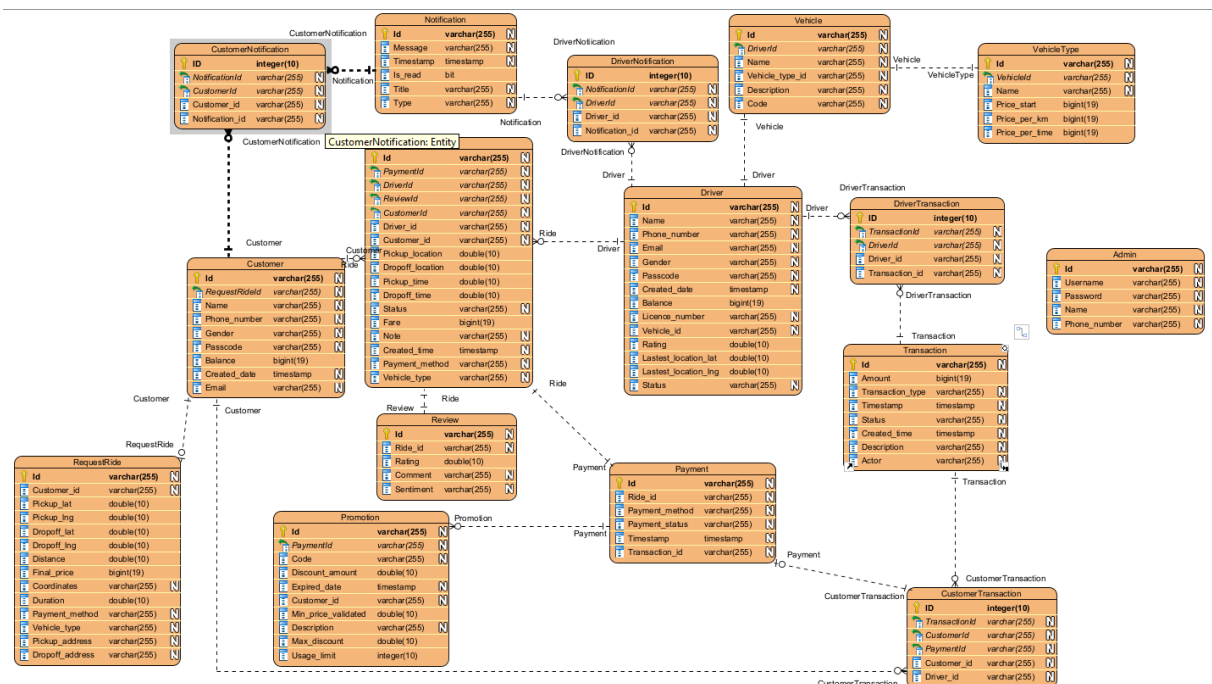 Notification
Id varchar(255) N
Message varchar(255) N
Timestamp timestamp N
Is_read bit
Title varchar(255) N
Type varchar(255) N
CustomerNotification
CustomerNotification
ID integer(10)
NotificationId varchar(255) N
CustomerId varchar(255) N
Customer_id varchar(255) N
Notification_id varchar(255) N
Notification
CustomerNotification
CustomerNotification: Entity
DriverNoitication
DriverNotification
ID integer(10)
NotificationId varchar(255) N
DriverId varchar(255) N
Driver_id varchar(255) N
Notification_id varchar(255) N
Notification
DriverNotification
Driver
Vehicle
Id varchar(255) N
DriverId varchar(255) N
Name varchar(255) N
Vehicle_type_id varchar(255) N
Description varchar(255) N
Code varchar(255) N
Vehicle
VehicleType
Vehicle
Driver
VehicleType
Id varchar(255) N
VehicleId varchar(255) N
Name varchar(255) N
Price_start bigint(19)
Price_per_km bigint(19)
Price_per_time bigint(19)
Id varchar(255) N
PaymentId varchar(255) N
DriverId varchar(255) N
ReviewId varchar(255) N
CustomerId varchar(255) N
Driver_id varchar(255) N
Customer_id varchar(255) N
Pickup_location double(10)
Dropoff_location double(10)
Pickup_time double(10)
Dropoff_time double(10)
Status varchar(255) N
Fare bigint(19)
Note varchar(255) N
Created_time timestamp N
Payment_method varchar(255) N
Vehicle_type varchar(255) N
Ride
Driver
Driver
Id varchar(255) N
Name varchar(255) N
Phone_number varchar(255) N
Email varchar(255) N
Gender varchar(255) N
Passcode varchar(255) N
Created_date timestamp N
Balance bigint(19)
Licence_number varchar(255) N
Vehicle_id varchar(255) N
Rating double(10)
Lastest_location_lat double(10)
Lastest_location_lng double(10)
Status varchar(255) N
Driver
DriverTransaction
DriverTransaction
ID integer(10)
TransactionId varchar(255) N
DriverId varchar(255) N
Driver_id varchar(255) N
Transaction_id varchar(255) N
DriverTransaction
Transaction
Admin
Id varchar(255) N
Username varchar(255) N
Password varchar(255) N
Name varchar(255) N
Phone_number varchar(255) N
Customer
Customer
Ride
Customer
Id varchar(255) N
RequestRideId varchar(255) N
Name varchar(255) N
Phone_number varchar(255) N
Gender varchar(255) N
Passcode varchar(255) N
Balance bigint(19)
Created_date timestamp N
Email varchar(255) N
Customer
Customer
RequestRide
Transaction
Id varchar(255) N
Amount bigint(19)
Transaction_type varchar(255) N
Timestamp timestamp N
Status varchar(255) N
Created_time timestamp N
Description varchar(255) N
Actor varchar(255)
Transaction
Ride
Review
Ride
Review
Id varchar(255) N
Ride_id varchar(255) N
Rating double(10)
Comment varchar(255) N
Sentiment varchar(255) N
RequestRide
Id varchar(255) N
Customer_id varchar(255) N
Pickup_lat double(10)
Pickup_lng double(10)
Dropoff_lat double(10)
Dropoff_lng double(10)
Distance double(10)
Final_price bigint(19)
Coordinates varchar(255) N
Duration double(10)
Payment_method varchar(255) N
Vehicle_type varchar(255) N
Pickup_address varchar(255) N
Dropoff_address varchar(255) N
Payment
Payment
Id varchar(255) N
Ride_id varchar(255) N
Payment_method varchar(255) N
Payment_status varchar(255) N
Timestamp timestamp N
Transaction_id varchar(255) N
Promotion
Payment
Payment
CustomerTransaction
Promotion
Id varchar(255) N
PaymentId varchar(255) N
Code varchar(255) N
Discount_amount double(10)
Expired_date timestamp N
Customer_id varchar(255) N
Min_price_validated double(10)
Description varchar(255) N
Max_discount double(10)
Usage_limit integer(10)
CustomerTransaction
CustomerTransaction
ID integer(10)
TransactionId varchar(255) N
CustomerId varchar(255) N
PaymentId varchar(255) N
Customer_id varchar(255) N
Driver_id varchar(255) N
CustomerTransaction